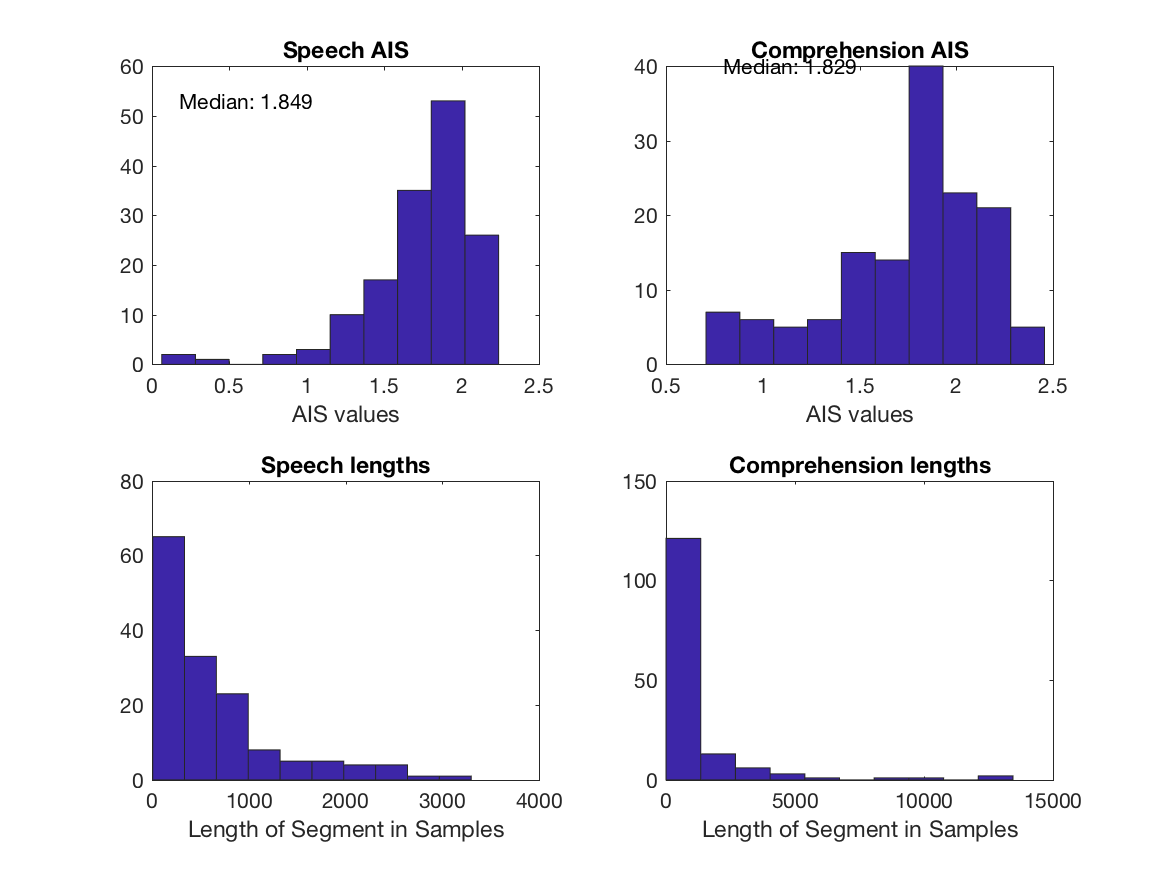 Speech AIS
60
50
40
30
20
10
0
Median: 1.849
0 0.5 1 1.5 2 2.5
AIS values
Comprehension AIS
Median: 1.829
40
30
20
10
0
0.5 1 1.5 2 2.5
AIS values
Speech lengths
80
60
40
20
0
0 1000 2000 3000 4000
Length of Segment in Samples
Comprehension lengths
150
100
50
0
0 5000 10000 15000
Length of Segment in Samples